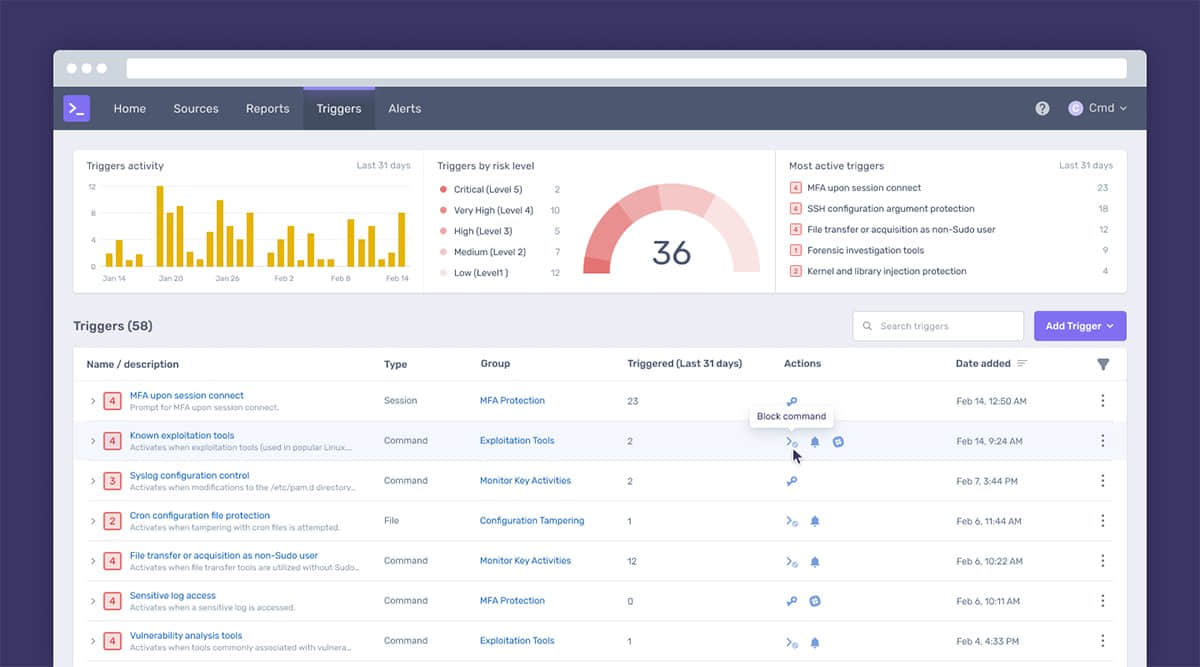 >_
Home
Sources
Reports
Triggers
Alerts
?
C
Cmd
Triggers activity
Last 31 days
12
8
4
0
Jan 14
Jan 20
Jan 26
Feb 2
Feb 8
Feb 14
Triggers by risk level
Critical (Level 5) 2
Very High (Level 4) 10
High (Level 3) 5
Medium (Level 2) 7
Low (Level1 ) 12
36
Most active triggers
Last 31 days
4 MFA upon session connect 23
4 SSH configuration argument protection 18
4 File transfer or acquisition as non-Sudo user 12
1 Forensic investigation tools 9
2 Kernel and library injection protection 4
Triggers (58)
Search triggers
Add Trigger
Name / description Type Group Triggered (Last 31 days) Actions Date added
4 MFA upon session connect Session MFA Protection 23 Feb 14, 12:50 AM
Prompt for MFA upon session connect.
Block command
4 Known exploitation tools Command Exploitation Tools 2 Feb 14, 9:24 AM
Activates when exploitation tools (used in popular Linux...
3 Syslog configuration control Command Monitor Key Activities 2 Feb 7, 3:44 PM
Activates when modifications to the /etc/pam.d directory...
2 Cron configuration file protection File Configuration Tampering 1 Feb 6, 11:44 AM
Activates when tampering with cron files is attempted.
4 File transfer or acquisition as non-Sudo user Command Monitor Key Activities 12 Feb 6, 10:22 AM
Activates when file transfer tools are utilized without Sudo...
4 Sensitive log access Command MFA Protection 0 Feb 6, 10:11 AM
Activates when a sensitive log is accessed.
4 Vulnerability analysis tools Command Exploitation Tools 1 Feb 4, 4:33 PM
Activates when tools commonly associated with vulnera...